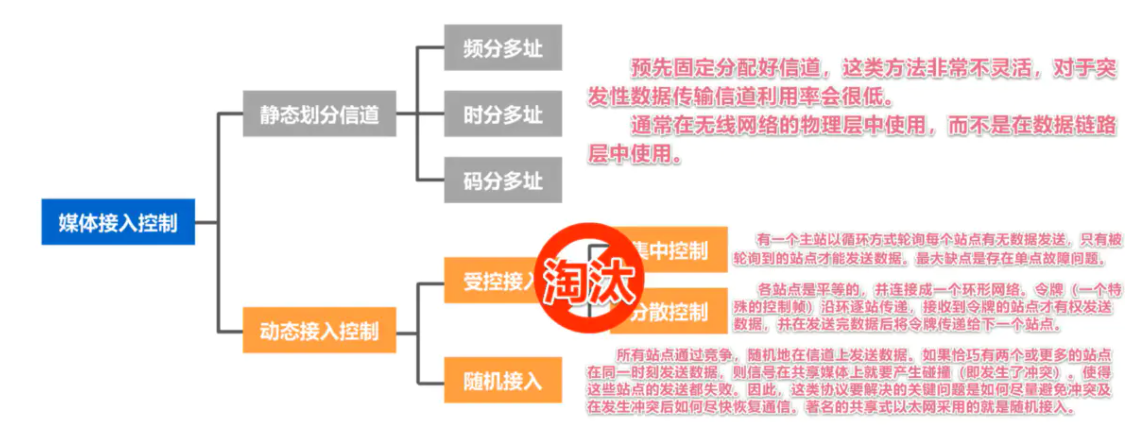 频分多址
预先固定分配好信道，这类方法非常不灵活，对于突
发性数据传输信道利用率会很低。
静态划分信道
时分多址
通常在无线网络的物理层中使用，而不是在数据链路
层中使用。
码分多址
媒体接入控制
集中控制
有一个主站以循环方式轮询每个站点有无数据发送，只有被
轮询到的站点才能发送数据。最大缺点是存在单点故障问题。
受控接入
淘汰
各站点是平等的，并连接成一个环形网络。令牌（一个特
殊的控制帧）沿环逐站传递，接收到令牌的站点才有权发送
数据，并在发送完数据后将令牌传递给下一个站点。
分散控制
动态接入控制
随机接入
所有站点通过竞争，随机地在信道上发送数据。如果恰巧有两个或更多的站点
在同一时刻发送数据，则信号在共享媒体上就要产生碰撞（即发生了冲突），使得
这些站点的发送都失败。因此，这类协议要解决的关键问题是如何尽量避免冲突及
在发生冲突后如何尽快恢复通信。著名的共享式以太网采用的就是随机接入。